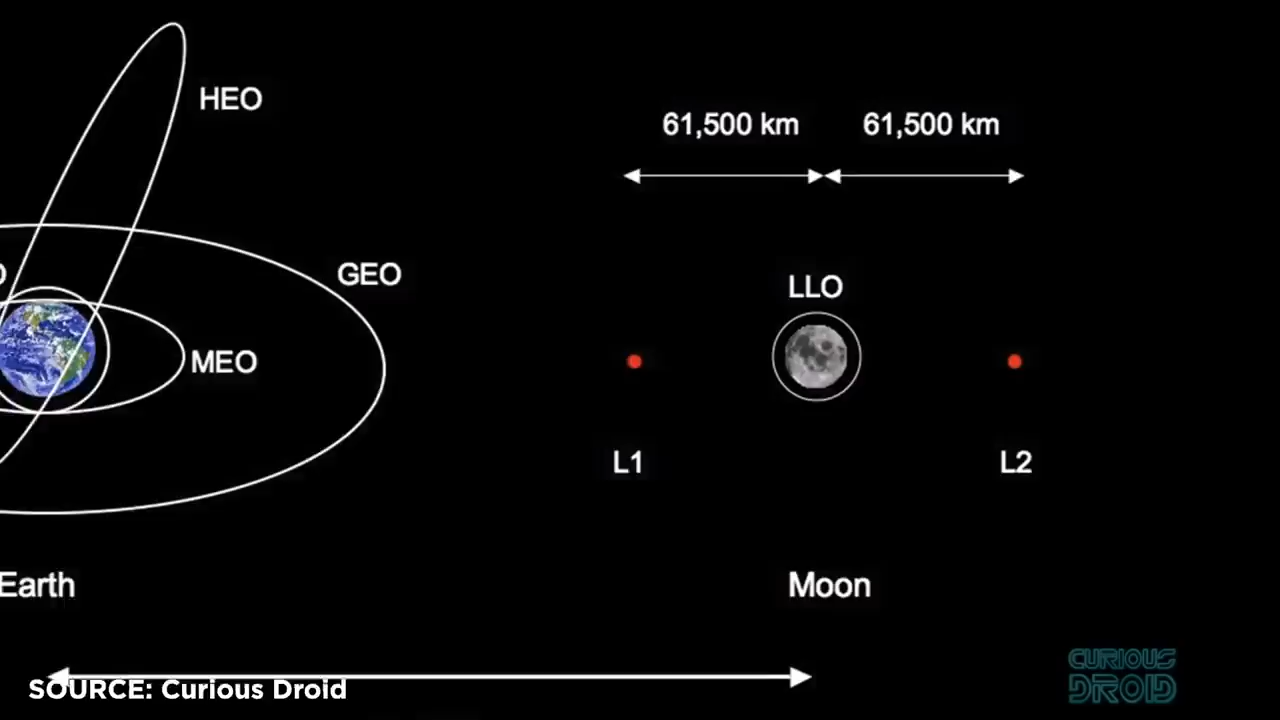 HEO
61,500 km
61,500 km
GEO
LLO
MEO
L1
L2
Earth
Moon
SOURCE: Curious Droid
CURIOUS
DROID